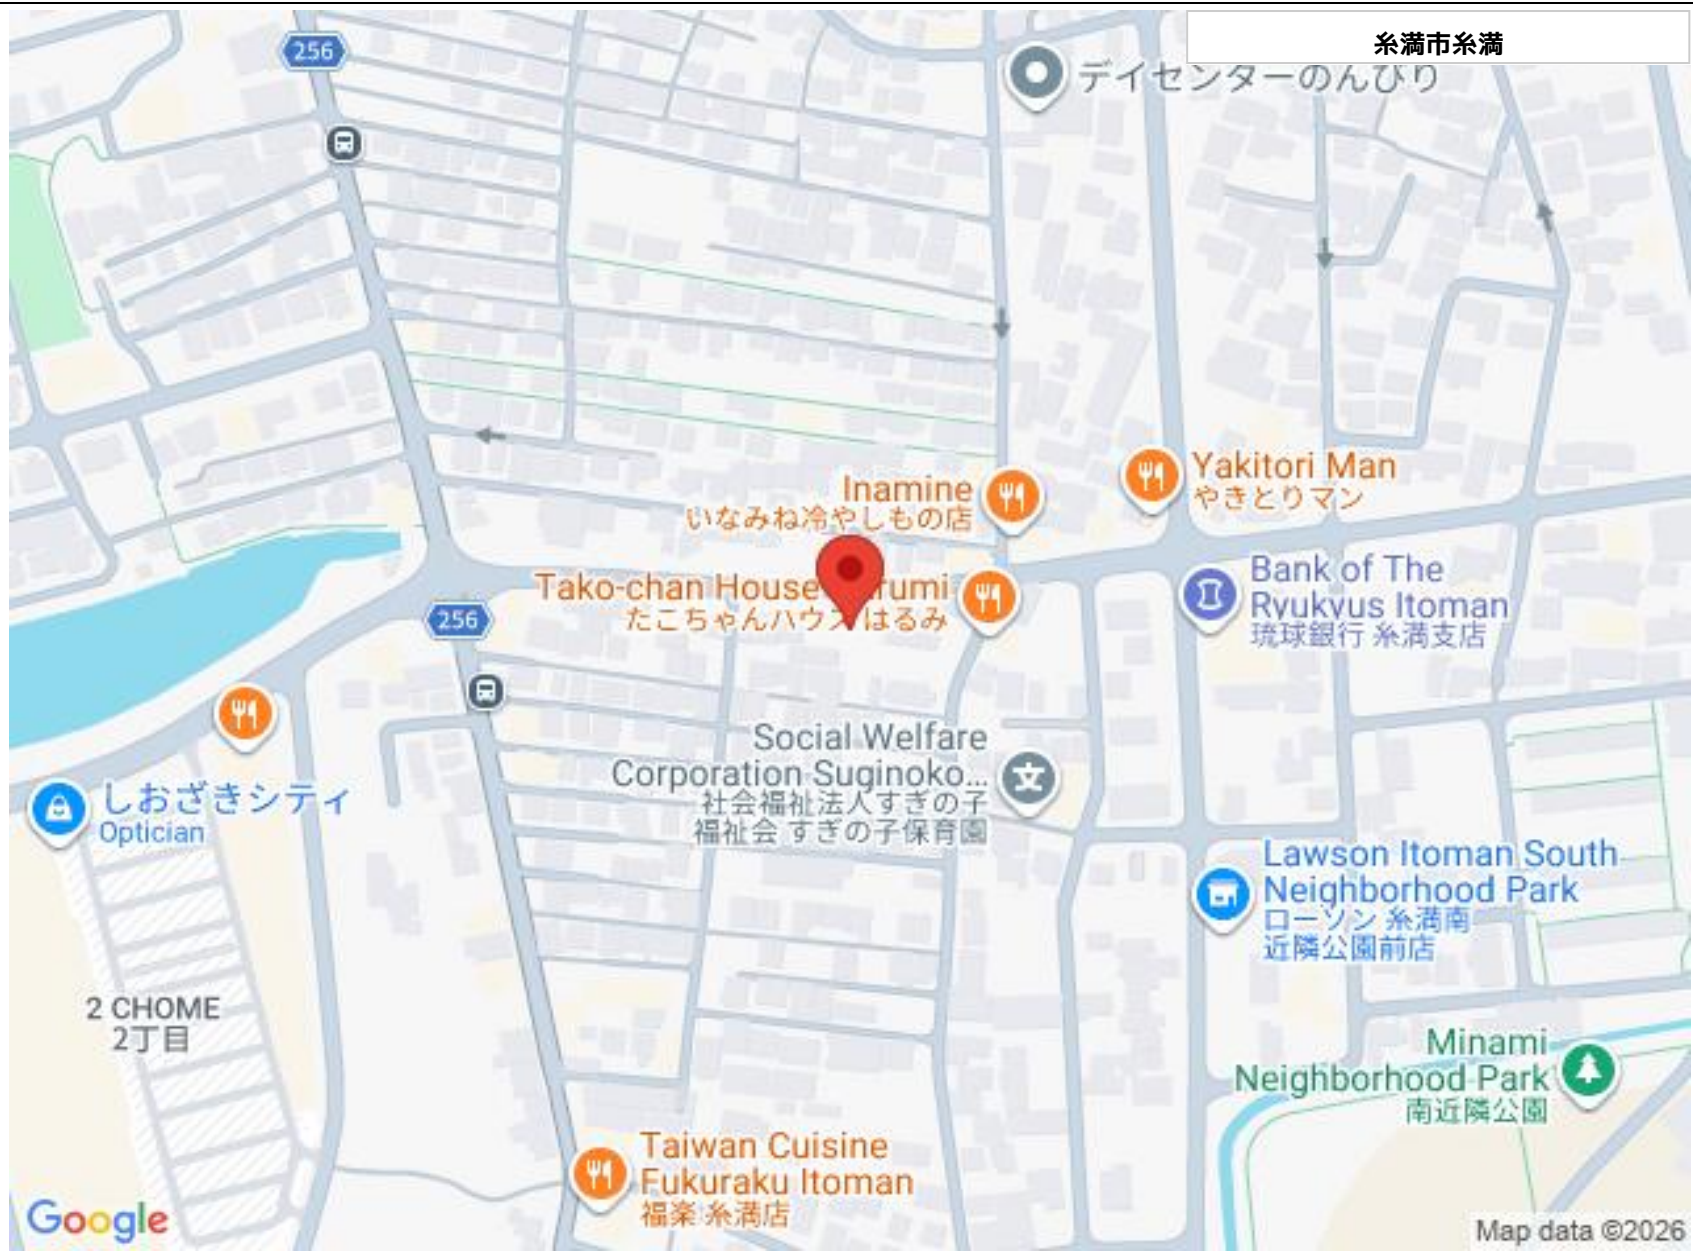 糸満市糸満
256
デイセンターのんびり
Yakitori Man
やきとりマン
Inamine
いなみね冷やしもの店
Bank of The
Ryukyus Itoman
琉球銀行 糸満支店
Tako-chan House
たこちゃんハウス はるみ
256
Social Welfare
Corporation Suginoko...
社会福祉法人すぎの子
福祉会 すぎの子保育園
しおざきシティ
Optician
Lawson Itoman South
Neighborhood Park
ローソン 糸満南
近隣公園前店
2 CHOME
2丁目
Minami
Neighborhood Park
南近隣公園
Taiwan Cuisine
Fukuraku Itoman
福楽 糸満店
Google
Map data ©2026